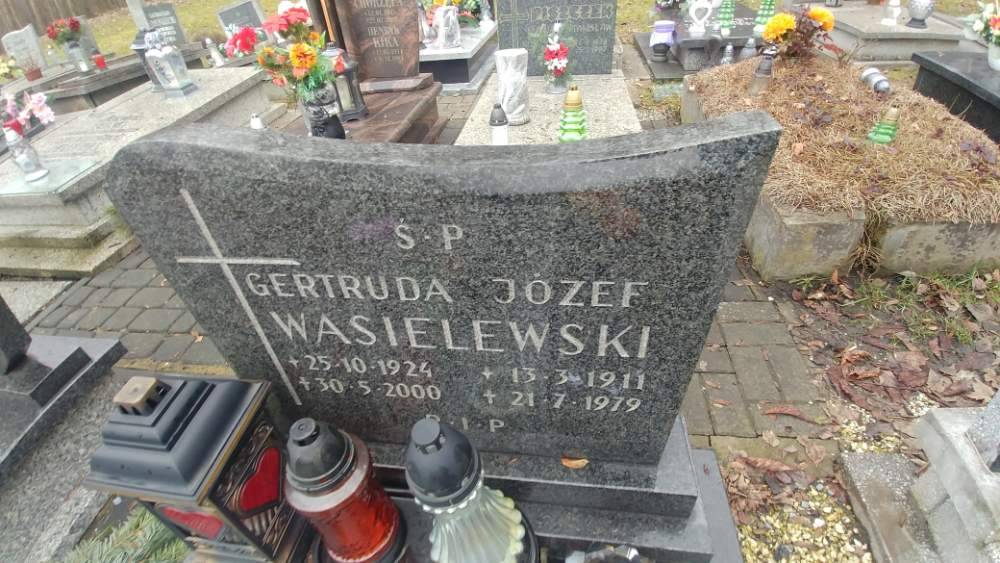 Ś·P
GERTRUDA JÓZEF
WASIELEWSKI
25·10·1924 + 13·3·1911
+30·5·2000 + 21·7·1979
R·I·P